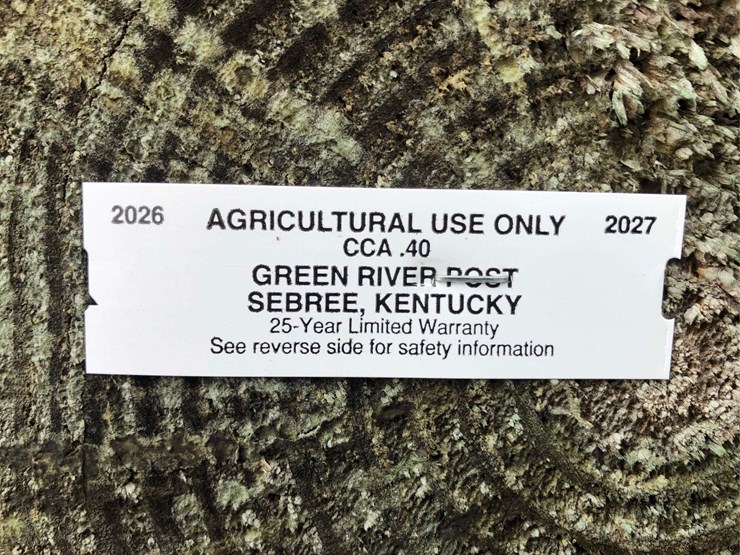 2026 AGRICULTURAL USE ONLY 2027
CCA .40
GREEN RIVER POST
SEBREE, KENTUCKY
25-Year Limited Warranty
See reverse side for safety information